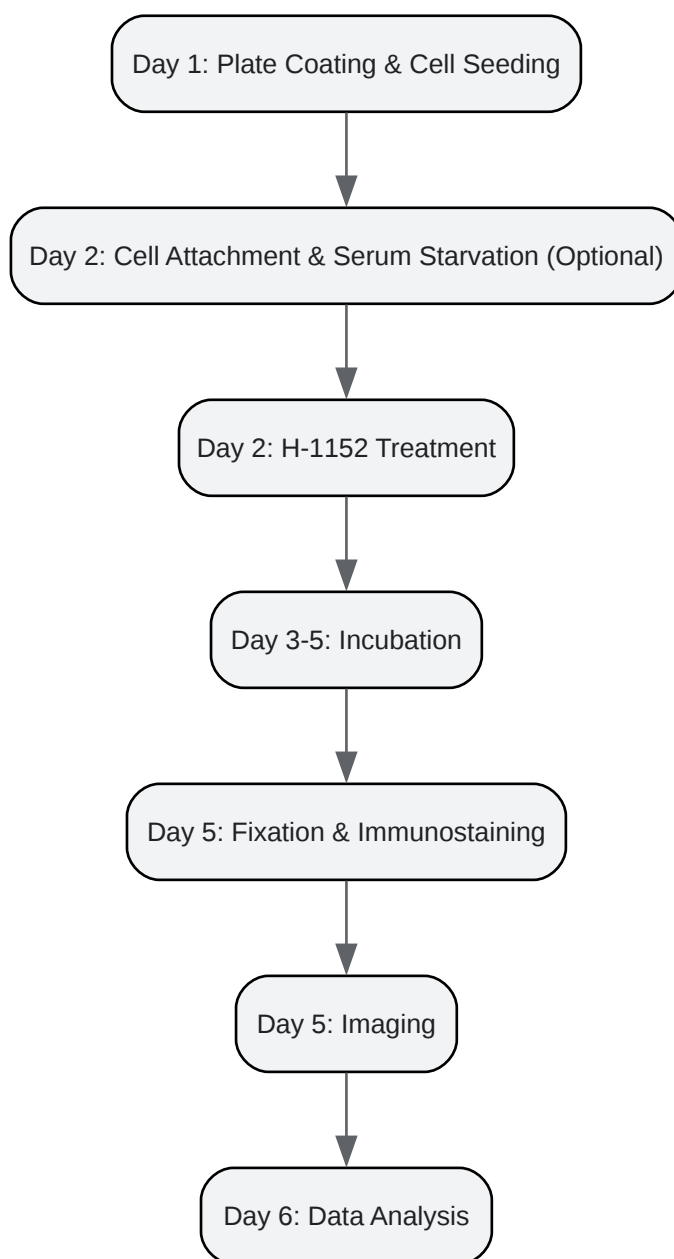 Day 1: Plate Coating & Cell Seeding
Day 2: Cell Attachment & Serum Starvation (Optional)
Day 2: H-1152 Treatment
Day 3-5: Incubation
Day 5: Fixation & Immunostaining
Day 5: Imaging
Day 6: Data Analysis